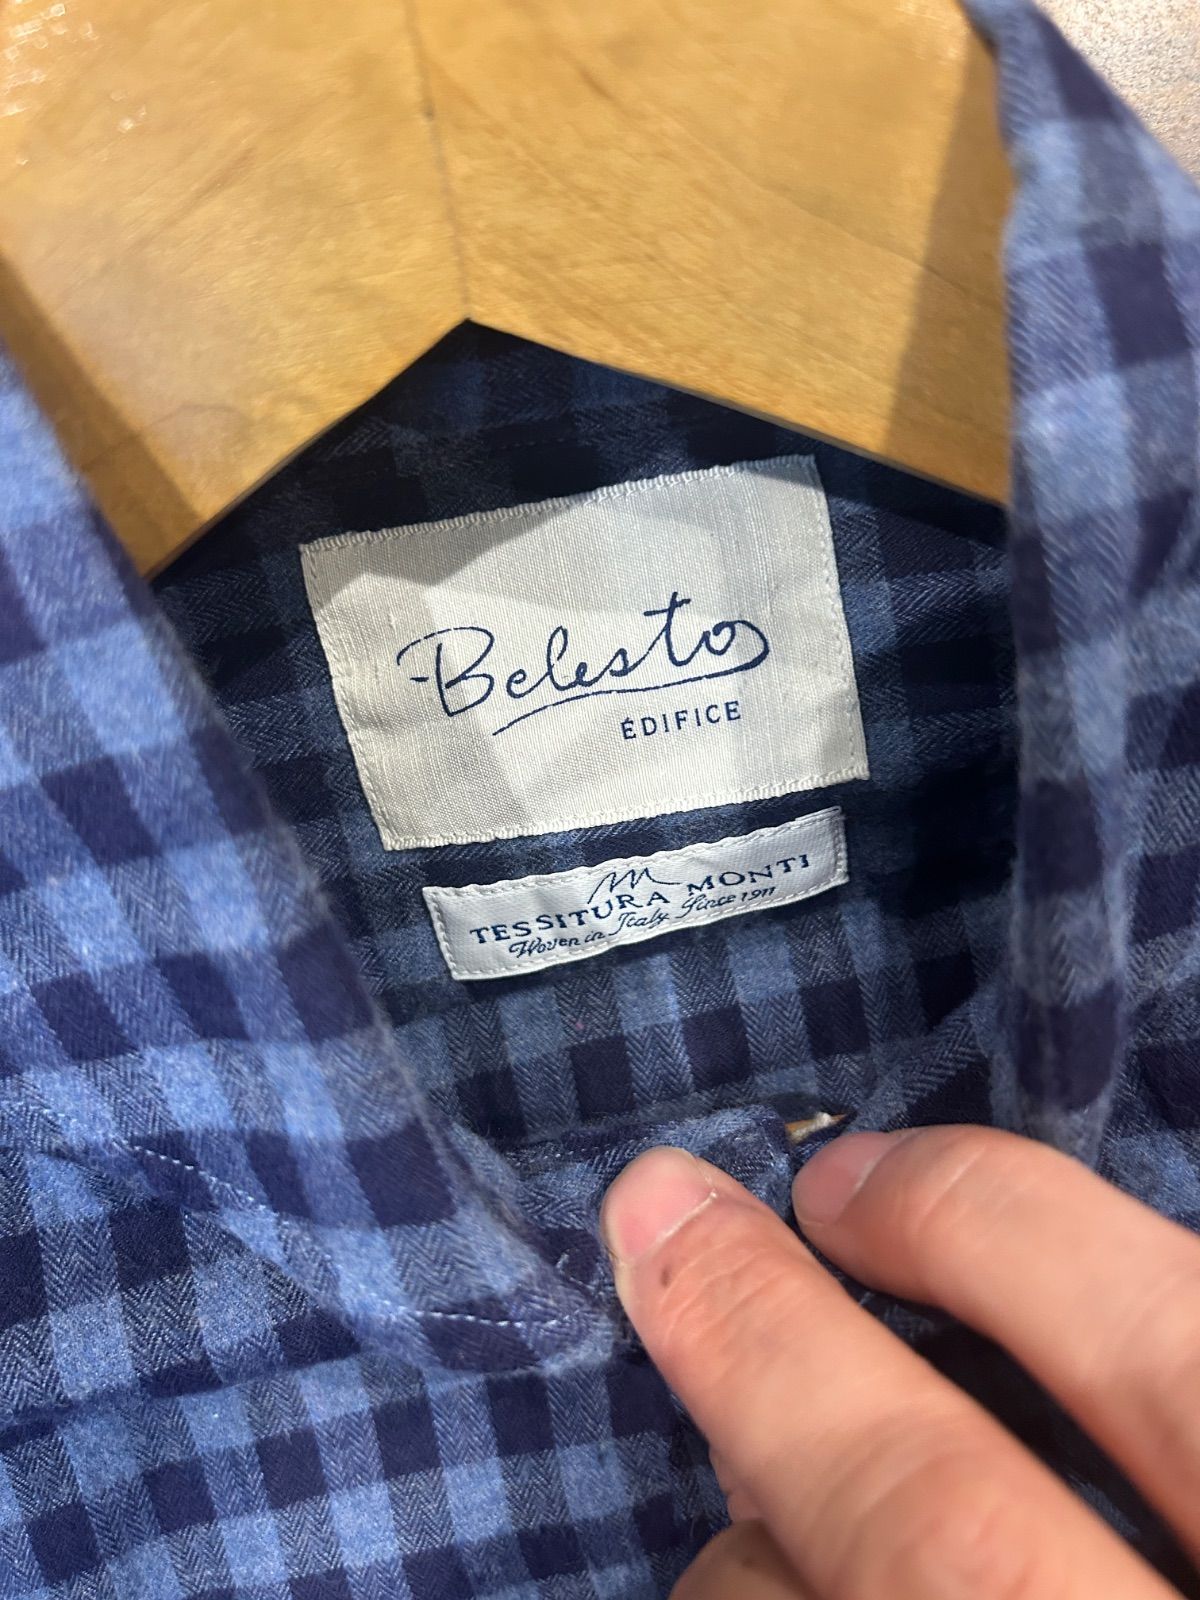 Belesto
ÉDIFICE
TESSITURA MONTI
Woven in Italy Since 1911